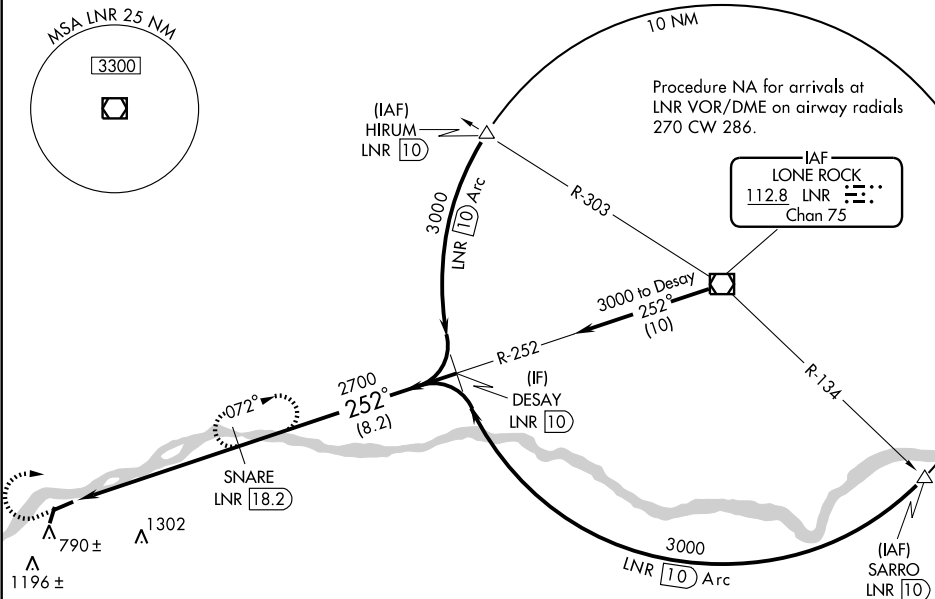 MSA LNR 25 NM
3300
10 NM
Procedure NA for arrivals at
LNR VOR/DME on airway radials
270 CW 286.
(IAF)
HIRUM
LNR 10
IAF
LONE ROCK
112.8 LNR
Chan 75
R-303
3000
LNR 10 Arc
3000 to Desay
252°
(10)
R-252
R-134
(IF)
DESAY
LNR 10
2700
252°
(8.2)
072°
SNARE
LNR 18.2
1302
790 ±
1196 ±
3000
LNR 10 Arc
(IAF)
SARRO
LNR 10